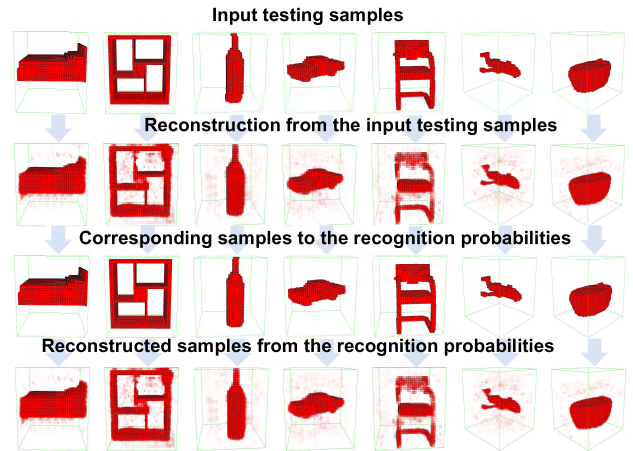 Input testing samples
Reconstruction from the input testing samples
Corresponding samples to the recognition probabilities
Reconstructed samples from the recognition probabilities